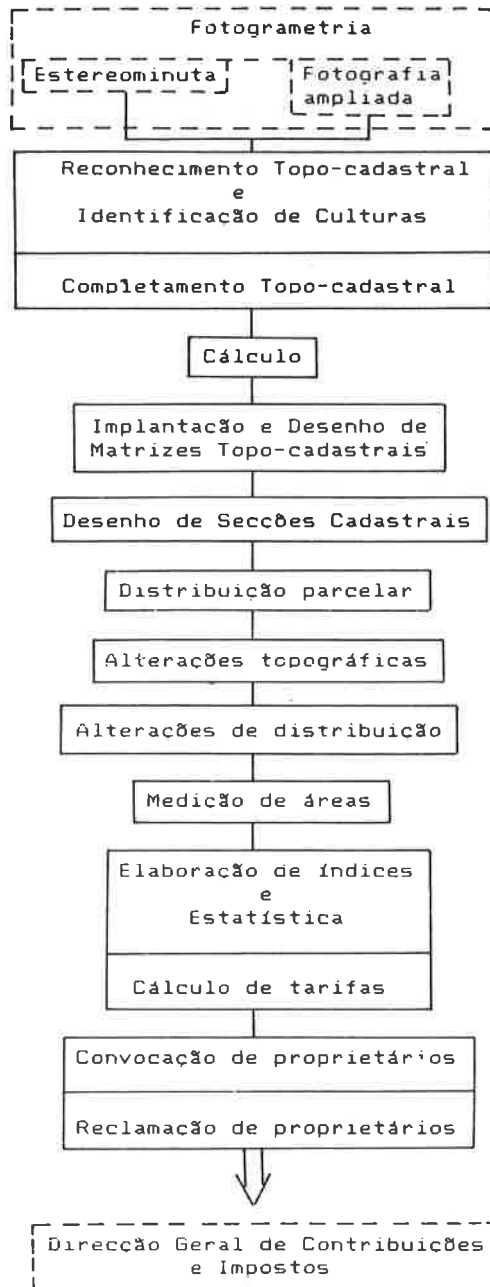 Fotogrametria
Estereominuta
Fotografia
ampliada
Reconhecimento Topo-cadastral
e
Identificação de Culturas
Completamento Topo-cadastral
Cálculo
Implantação e Desenho de
Matrizes Topo-cadastrais
Desenho de Secções Cadastrais
Distribuição parcelar
Alterações topográficas
Alterações de distribuição
Medição de áreas
Elaboração de índices
e
Estatística
Cálculo de tarifas
Convocação de proprietários
Reclamação de proprietários
Direcção Geral de Contribuições
e Impostos